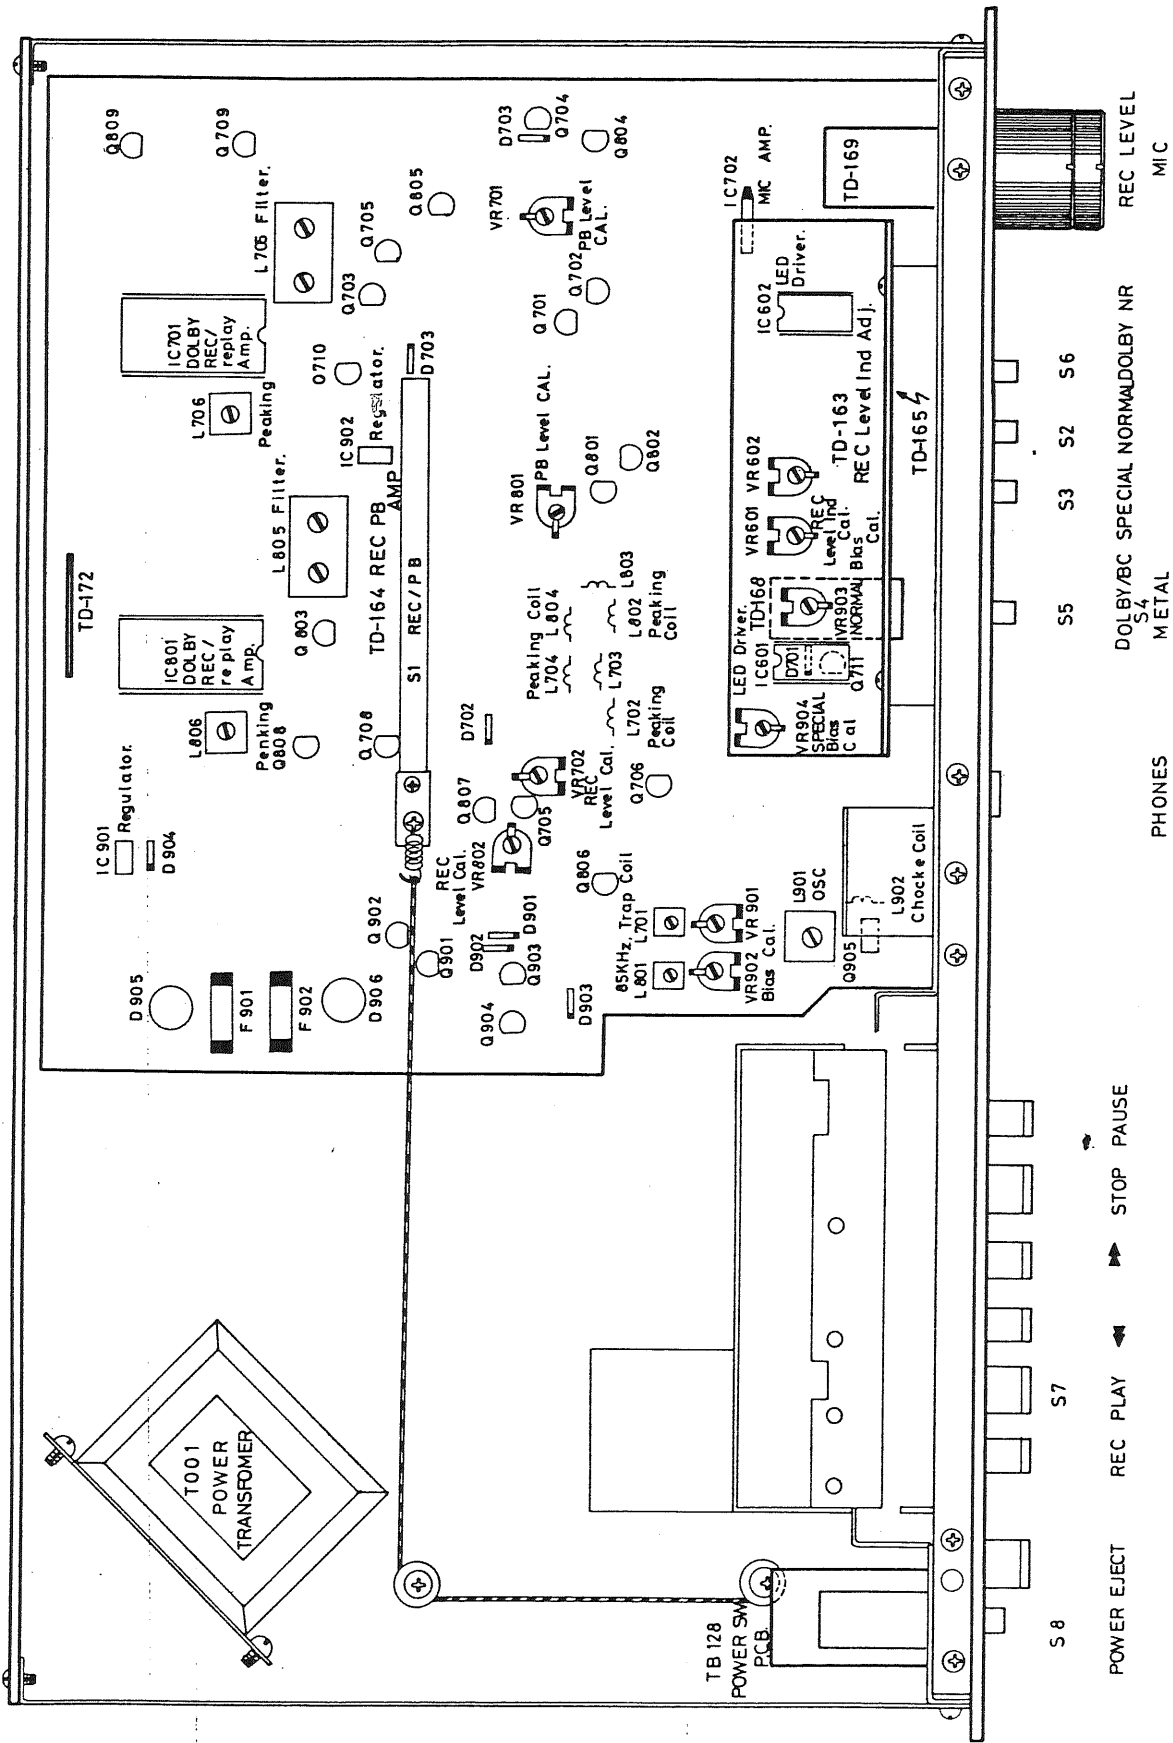 TD-172
Q809
Q709
L705 Filter.
IC701
DOLBY
REC/
replay
Amp.
L706
Peaking
L805 Filter.
IC801
DOLBY
REC/
re play
Amp.
L806
Penking
Q808
Q803
IC901
Regulator.
D904
D905
F901
F902
D906
Q705
Q703
Q710
IC902
Regulator.
Q805
D703
TD-164 REC PB
AMP
S1 REC/PB
Q708
Q902
Q901
D703
Q704
Q804
VR701
PB Level
CAL.
Q702
Q701
PB Level CAL.
VR801
Q801
Q802
Peaking Coil
L704 L804
L803
L802
Peaking
Coil
L703
L702
Peaking
Coil
D702
Q807
Q705
VR702
REC
Level Cal.
Q706
REC
Level Cal.
VR802
D901
D902
Q903
Q904
D903
Q806
85KHz, Trap Coil
L801 L701
VR902 VR901
Bias Cal.
L901
OSC
Q905
L902
Chocke Coil
IC702
MIC AMP.
TD-169
IC602
LED
Driver.
TD-163
REC Level Ind Adj.
VR601 VR602
REC
Level Ind
Cal.
TD-165
TD-168
VR903
NORMAL Bias Cal.
LED Driver.
IC601
D701
Q711
VR904
SPECIAL
Bias
Cal
T001
POWER
TRANSFOMER
TB128
POWER SW
P.C.B.
S8
S7
S5
S3
S2
S6
POWER EJECT
REC PLAY
STOP PAUSE
PHONES
DOLBY/BC SPECIAL NORMAL DOLBY NR
S4
METAL
REC LEVEL
MIC